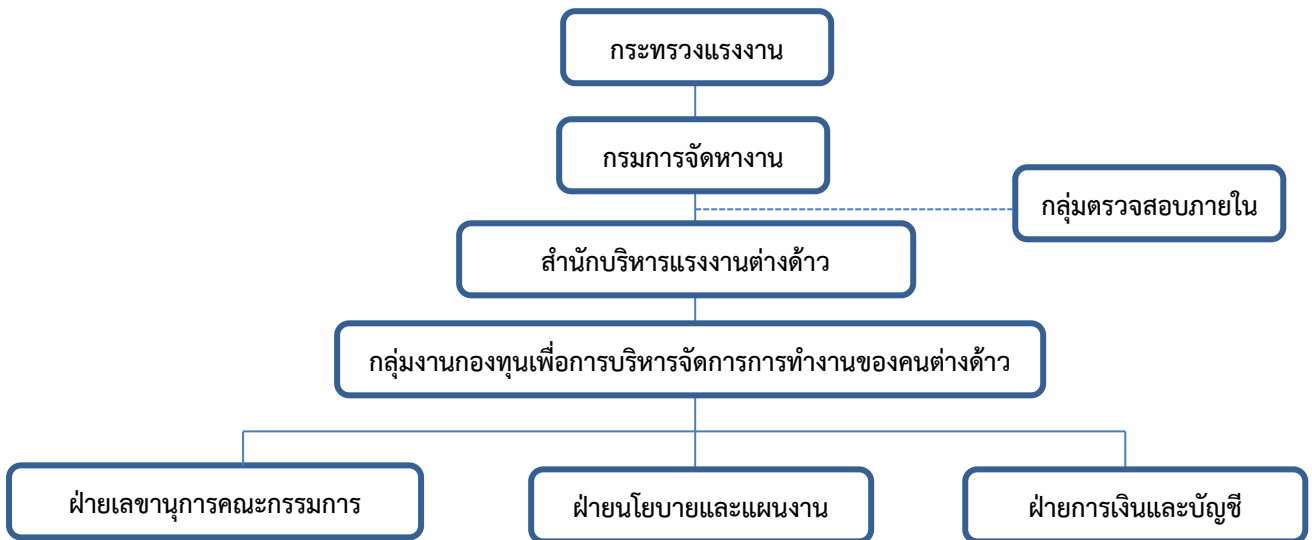 กระทรวงแรงงาน
กรมการจัดหางาน
กลุ่มตรวจสอบภายใน
สำนักบริหารแรงงานต่างด้าว
กลุ่มงานกองทุนเพื่อการบริหารจัดการการทำงานของคนต่างด้าว
ฝ่ายเลขานุการคณะกรรมการ
ฝ่ายนโยบายและแผนงาน
ฝ่ายการเงินและบัญชี